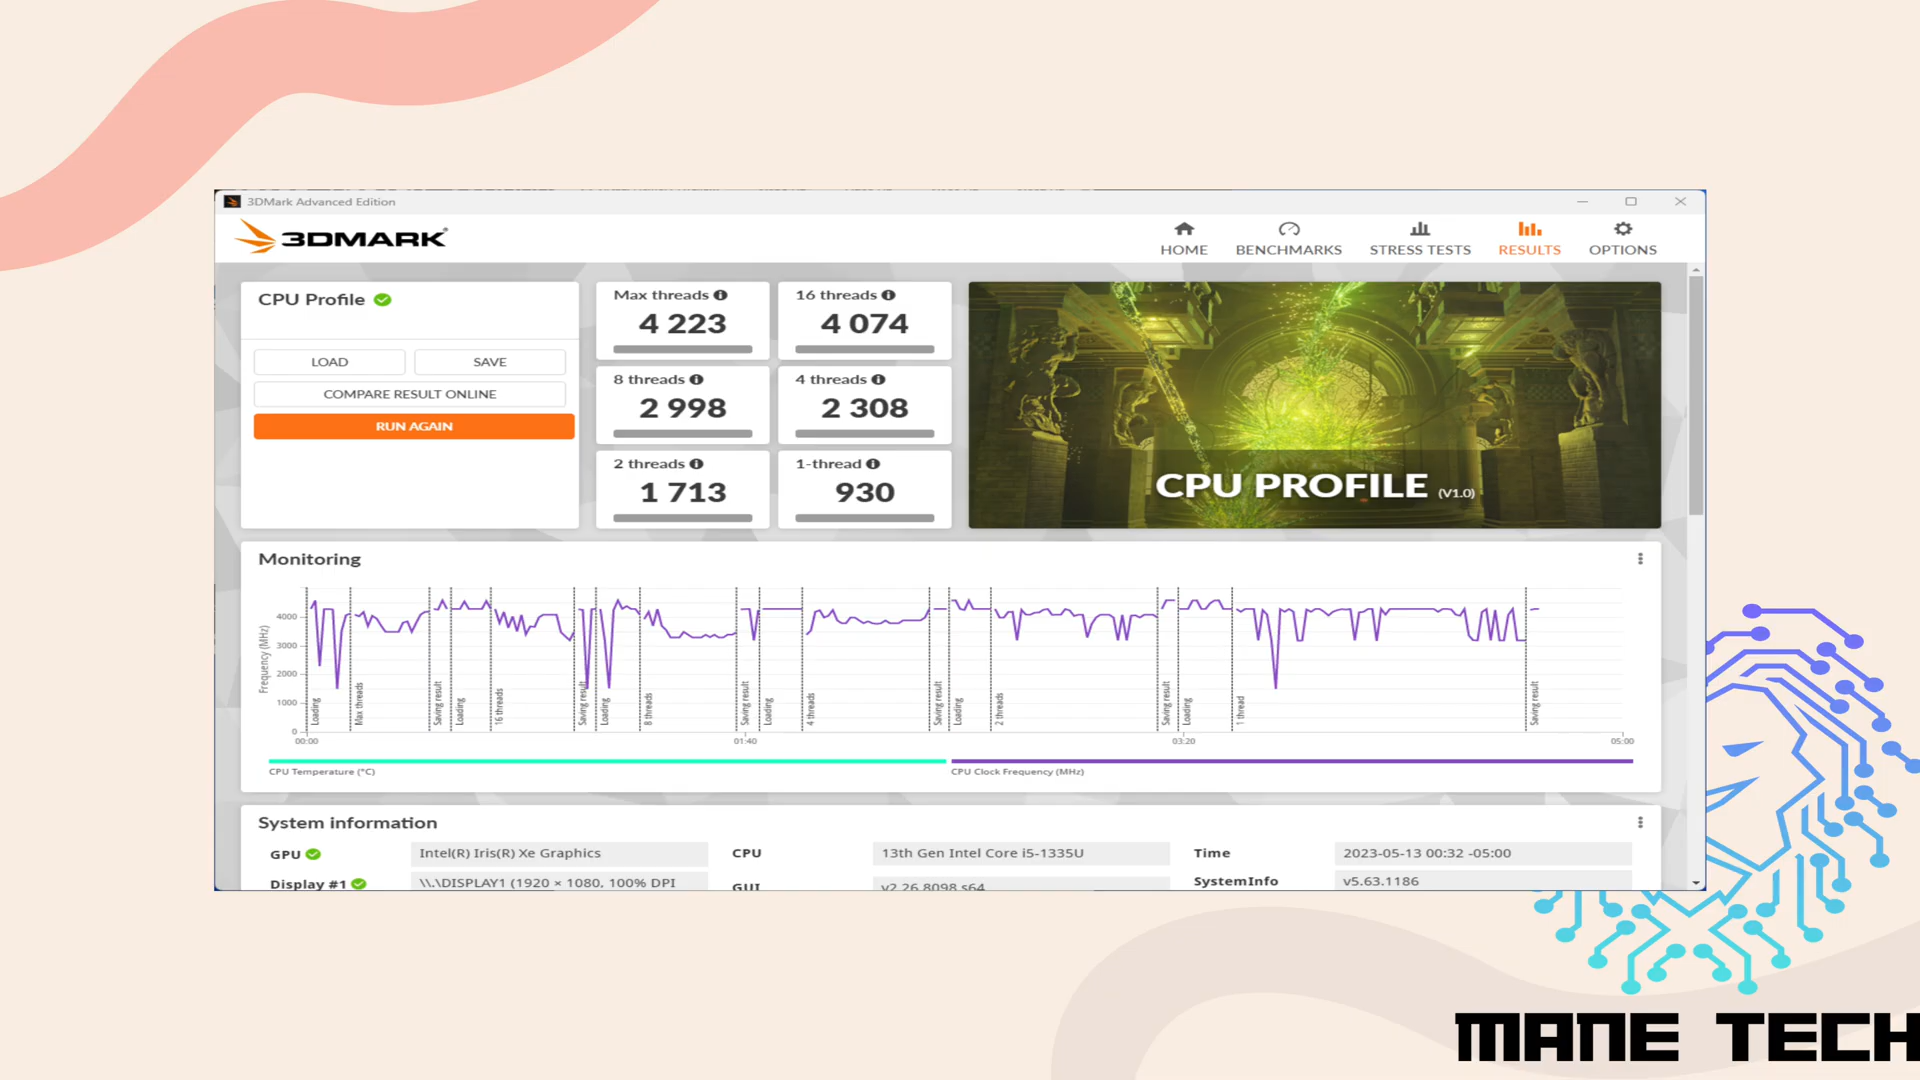 3DMark Advanced Edition
3DMARK
HOME
BENCHMARKS
STRESS TESTS
RESULTS
OPTIONS
CPU Profile
LOAD
SAVE
COMPARE RESULT ONLINE
RUN AGAIN
Max threads
4 223
16 threads
4 074
8 threads
2 998
4 threads
2 308
2 threads
1 713
1-thread
930
CPU PROFILE (V1.0)
Monitoring
Frequency (MHz)
4000
3000
2000
1000
0
Loading
Max threads
Saving result
Loading
16 threads
Saving result
Loading
8 threads
Saving result
Loading
4 threads
Saving result
Loading
2 threads
Saving result
Loading
1 thread
Saving result
00:00
01:40
03:20
05:00
CPU Temperature (°C)
CPU Clock Frequency (MHz)
System information
GPU
Intel(R) Iris(R) Xe Graphics
CPU
13th Gen Intel Core i5-1335U
Time
2023-05-13 00:32 -05:00
Display #1
\\.\DISPLAY1 (1920 × 1080, 100% DPI
GUI
v2.26.8098 s64
SystemInfo
v5.63.1186
MANE TECH